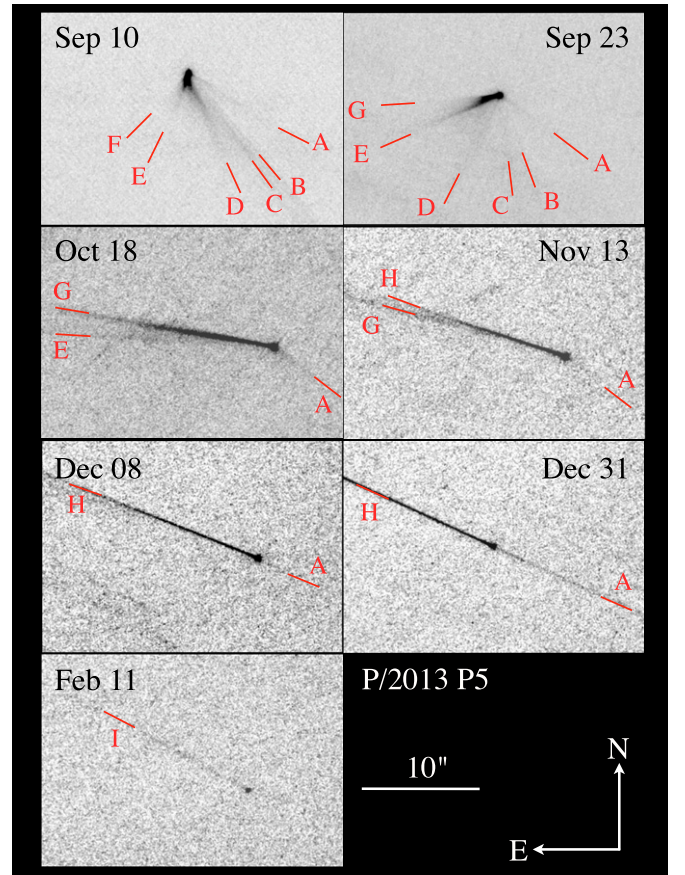 Sep 10
F
E
D
C
B
A
Sep 23
G
E
D
C
B
A
Oct 18
G
E
A
Nov 13
H
G
A
Dec 08
H
A
Dec 31
H
A
Feb 11
I
P/2013 P5
10"
N
E